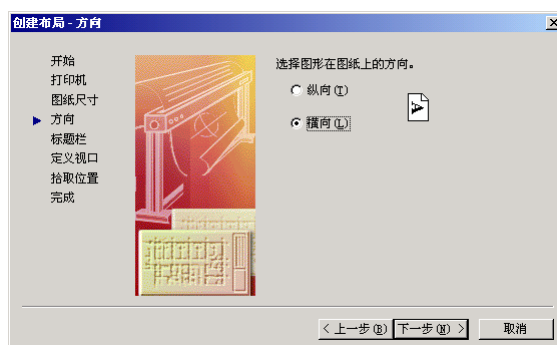 创建布局 - 方向
开始
打印机
图纸尺寸
方向
标题栏
定义视口
拾取位置
完成
选择图形在图纸上的方向。
纵向(T)
横向(L)
A
< 上一步(B)
下一步(N) >
取消